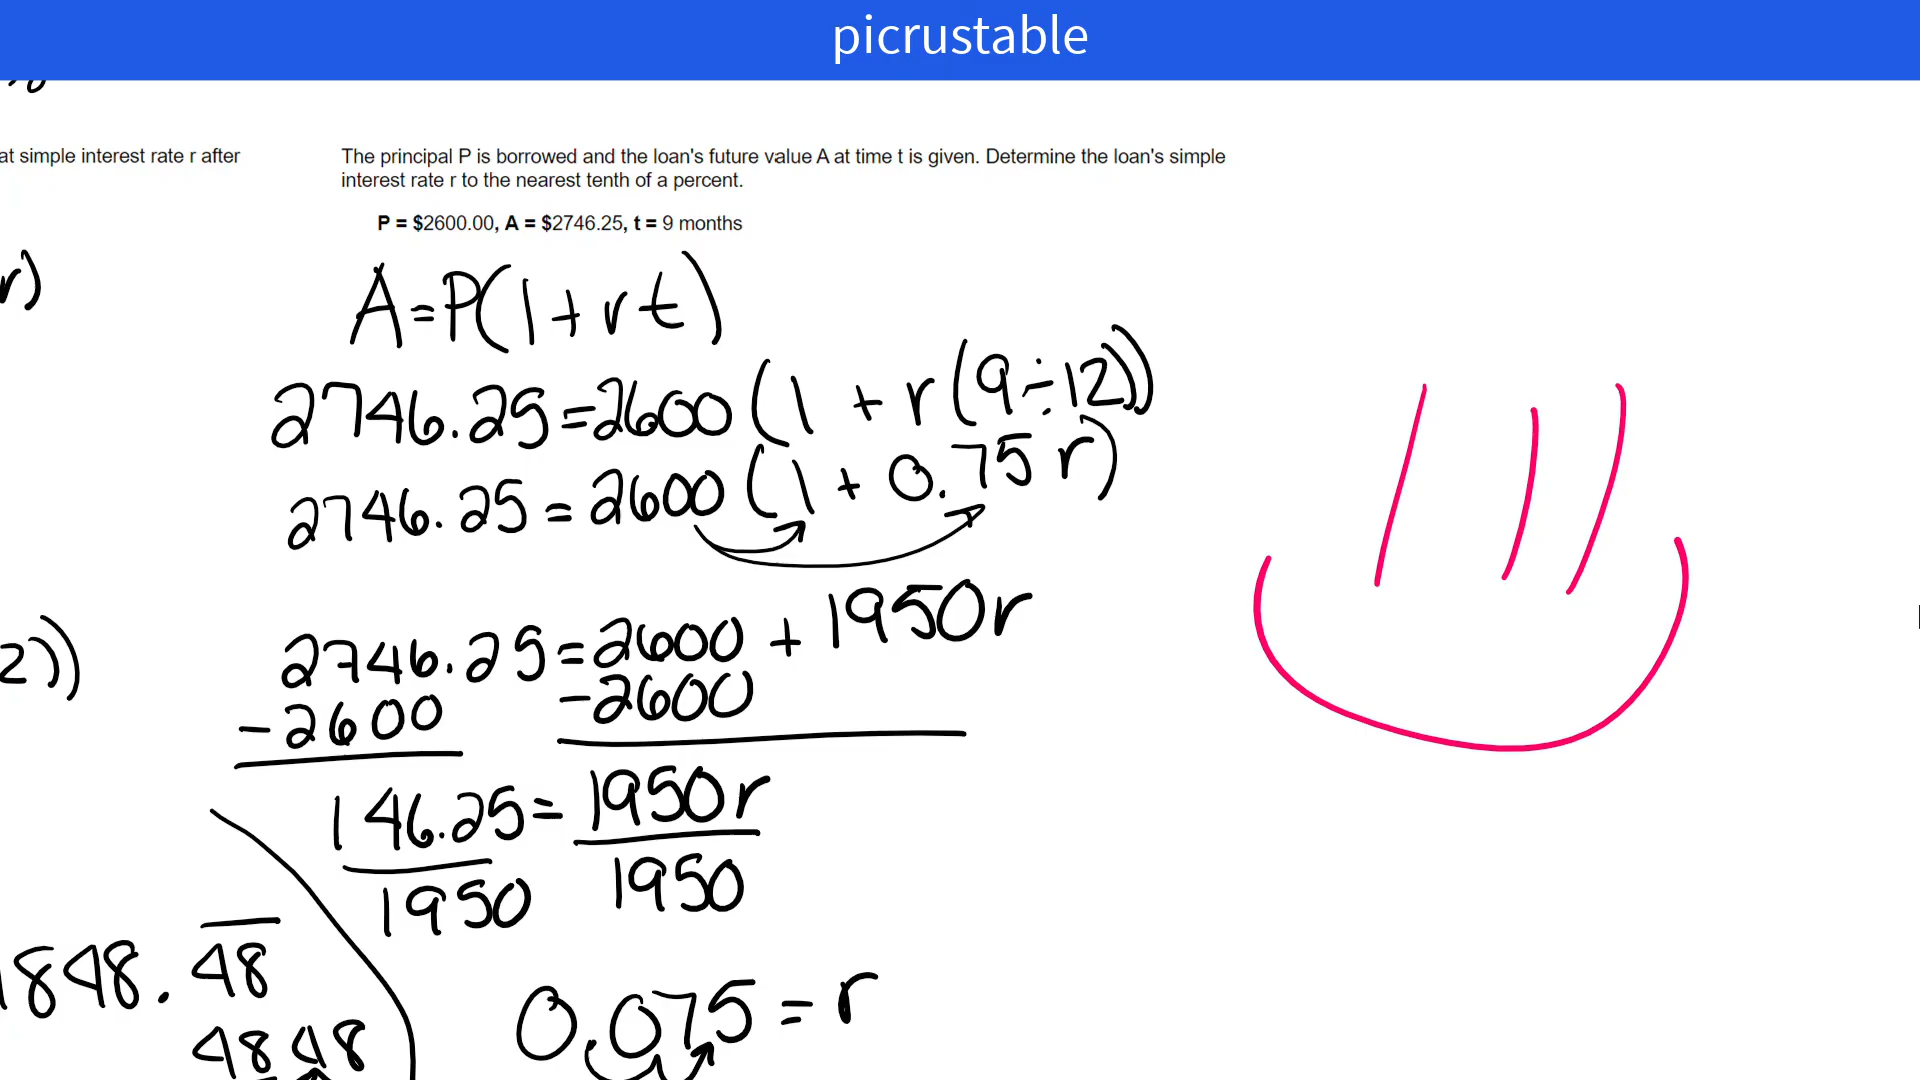 picrustable
at simple interest rate r after
The principal P is borrowed and the loan's future value A at time t is given. Determine the loan's simple
interest rate r to the nearest tenth of a percent.
P = $2600.00, A = $2746.25, t = 9 months
r)
A=P(1+rt)
2746.25=2600(1 + r(9÷12))
2746.25=2600(1 + 0.75r)
2746.25=2600 + 1950r
2))
-2600 -2600
146.25= 1950r
1950 1950
1848.48
4848
0.075 = r